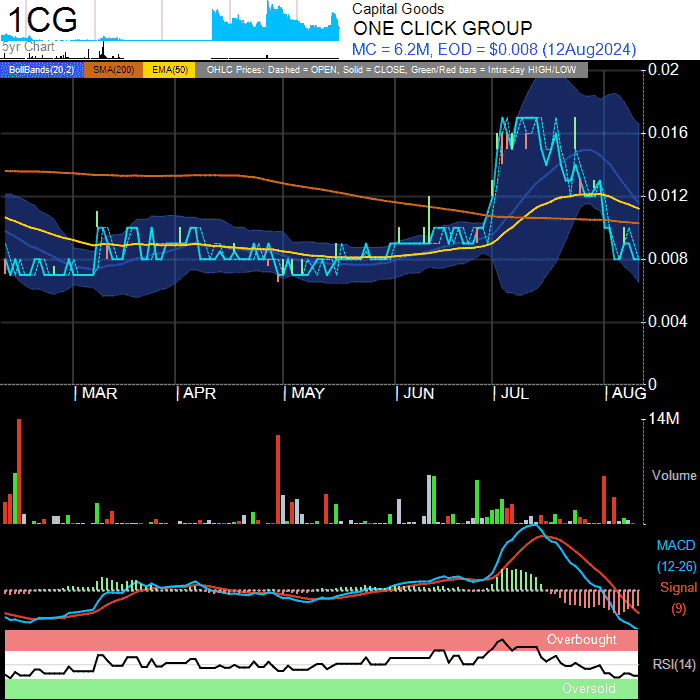 1CG
5yr Chart
Capital Goods
ONE CLICK GROUP
MC = 6.2M, EOD = $0.008 (12Aug2024)
BollBands(20,2) SMA(200) EMA(50) OHLC Prices: Dashed = OPEN, Solid = CLOSE, Green/Red bars = Intra-day HIGH/LOW
0.02
0.016
0.012
0.008
0.004
0
| MAR | APR | MAY | JUN | JUL | AUG
14M
Volume
MACD
(12-26)
Signal
(9)
Overbought
RSI(14)
Oversold